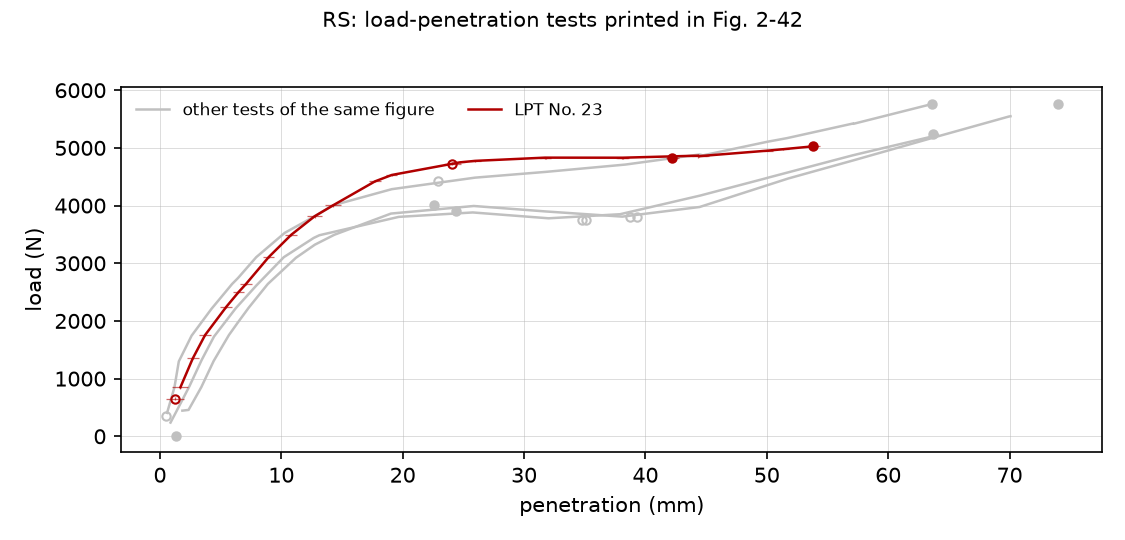 RS: load-penetration tests printed in Fig. 2-42
other tests of the same figure
LPT No. 23
6000
5000
4000
3000
2000
1000
0
load (N)
0 10 20 30 40 50 60 70
penetration (mm)